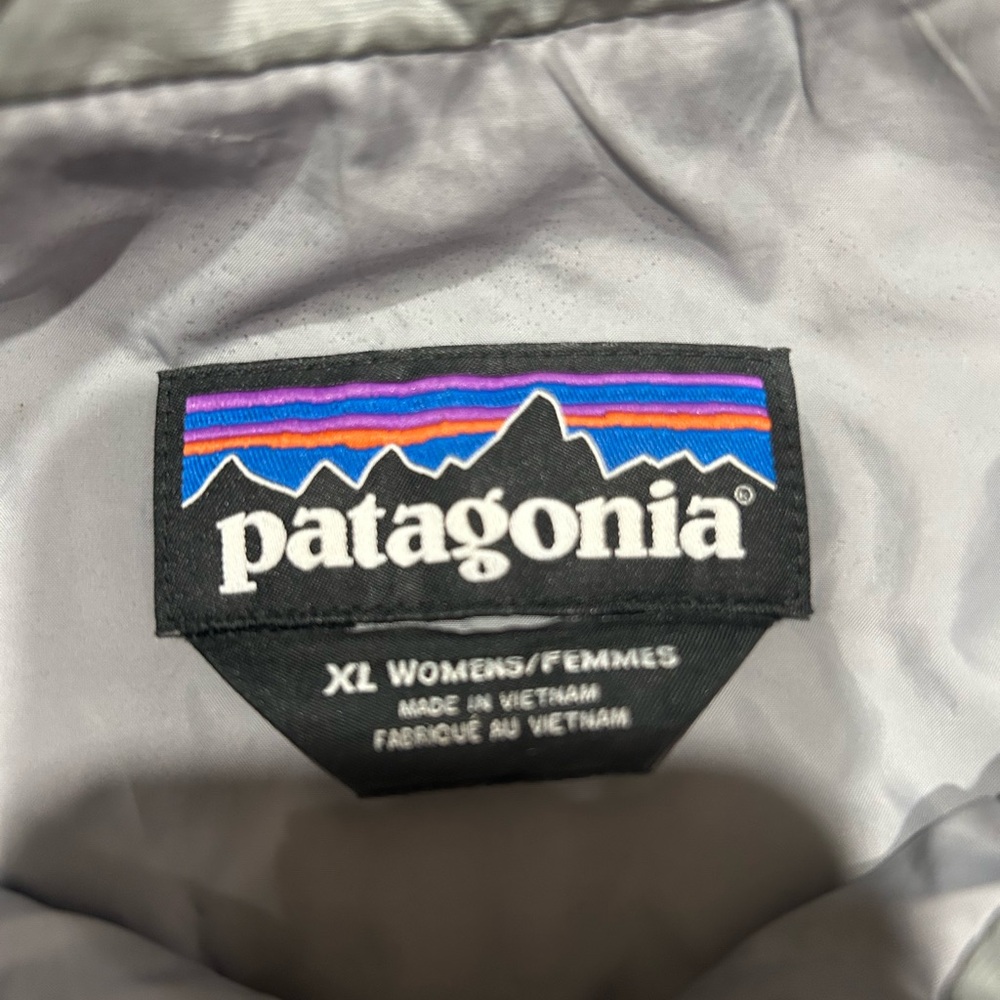 patagonia®
XL WOMENS/FEMMES
MADE IN VIETNAM
FABRIQUÉ AU VIETNAM